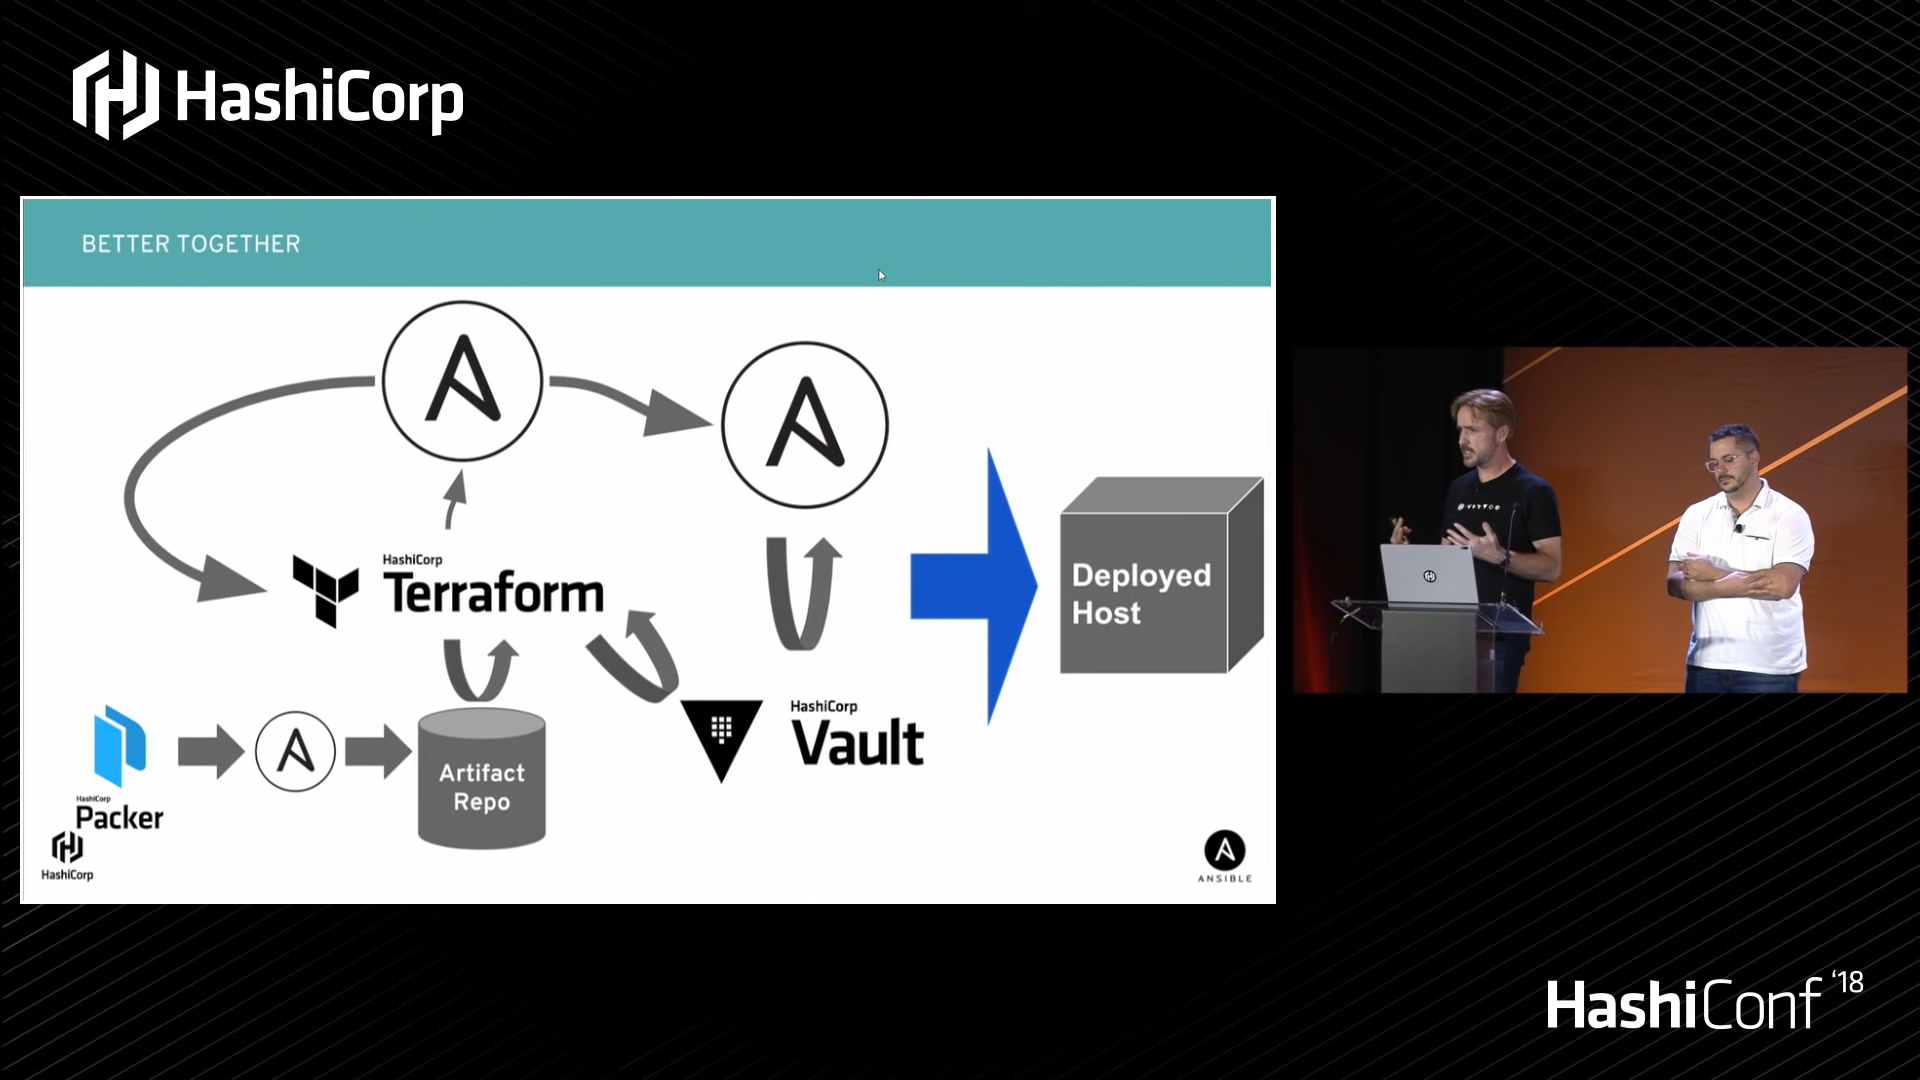 HashiCorp
BETTER TOGETHER
HashiCorp
Terraform
Deployed
Host
HashiCorp
Vault
Artifact
Repo
HashiCorp
Packer
HashiCorp
ANSIBLE
HashiConf '18